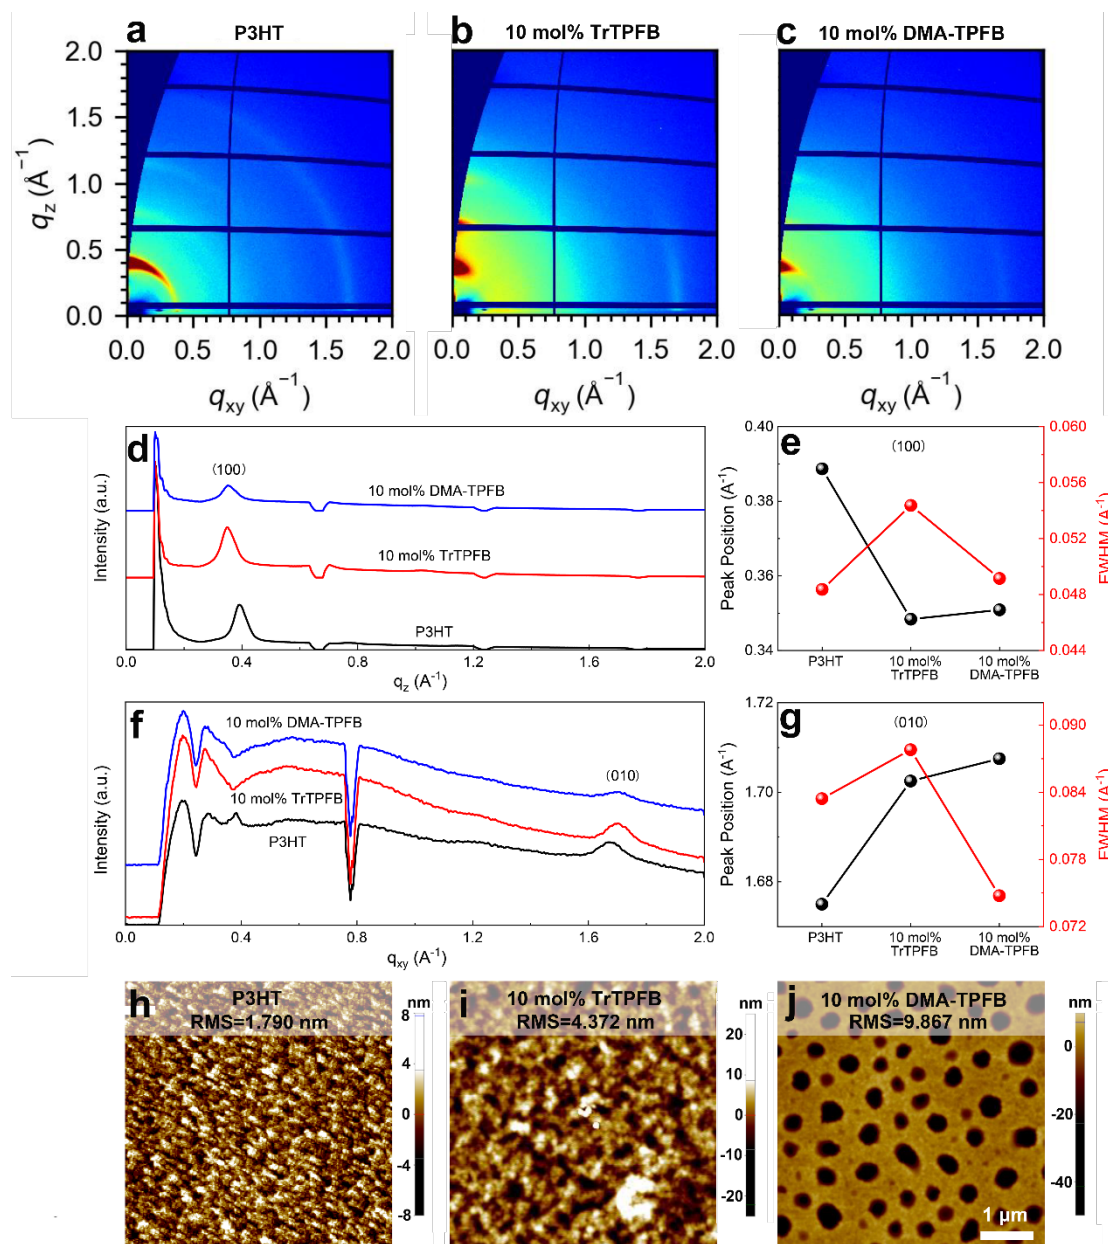 a
P3HT
b
10 mol% TrTPFB
c
10 mol% DMA-TPFB
2.0
1.5
1.0
0.5
0.0
q_z (Å⁻¹)
0.0 0.5 1.0 1.5 2.0
0.0 0.5 1.0 1.5 2.0
0.0 0.5 1.0 1.5 2.0
q_xy (Å⁻¹)
q_xy (Å⁻¹)
q_xy (Å⁻¹)
d
(100)
10 mol% DMA-TPFB
10 mol% TrTPFB
P3HT
Intensity (a.u.)
0.0 0.4 0.8 1.2 1.6 2.0
q_z (A⁻¹)
e
(100)
0.40
0.38
0.36
0.34
Peak Position (A⁻¹)
0.060
0.056
0.052
0.048
0.044
FWHM (A⁻¹)
P3HT
10 mol%
TrTPFB
10 mol%
DMA-TPFB
f
10 mol% DMA-TPFB
(010)
10 mol% TrTPFB
P3HT
Intensity (a.u.)
0.0 0.4 0.8 1.2 1.6 2.0
q_xy (A⁻¹)
g
(010)
1.72
1.70
1.68
Peak Position (A⁻¹)
0.090
0.084
0.078
0.072
FWHM (A⁻¹)
P3HT
10 mol%
TrTPFB
10 mol%
DMA-TPFB
h
P3HT
RMS=1.790 nm
nm
8
4
0
-4
-8
i
10 mol% TrTPFB
RMS=4.372 nm
nm
20
10
0
-10
-20
j
10 mol% DMA-TPFB
RMS=9.867 nm
nm
0
-20
-40
1 μm